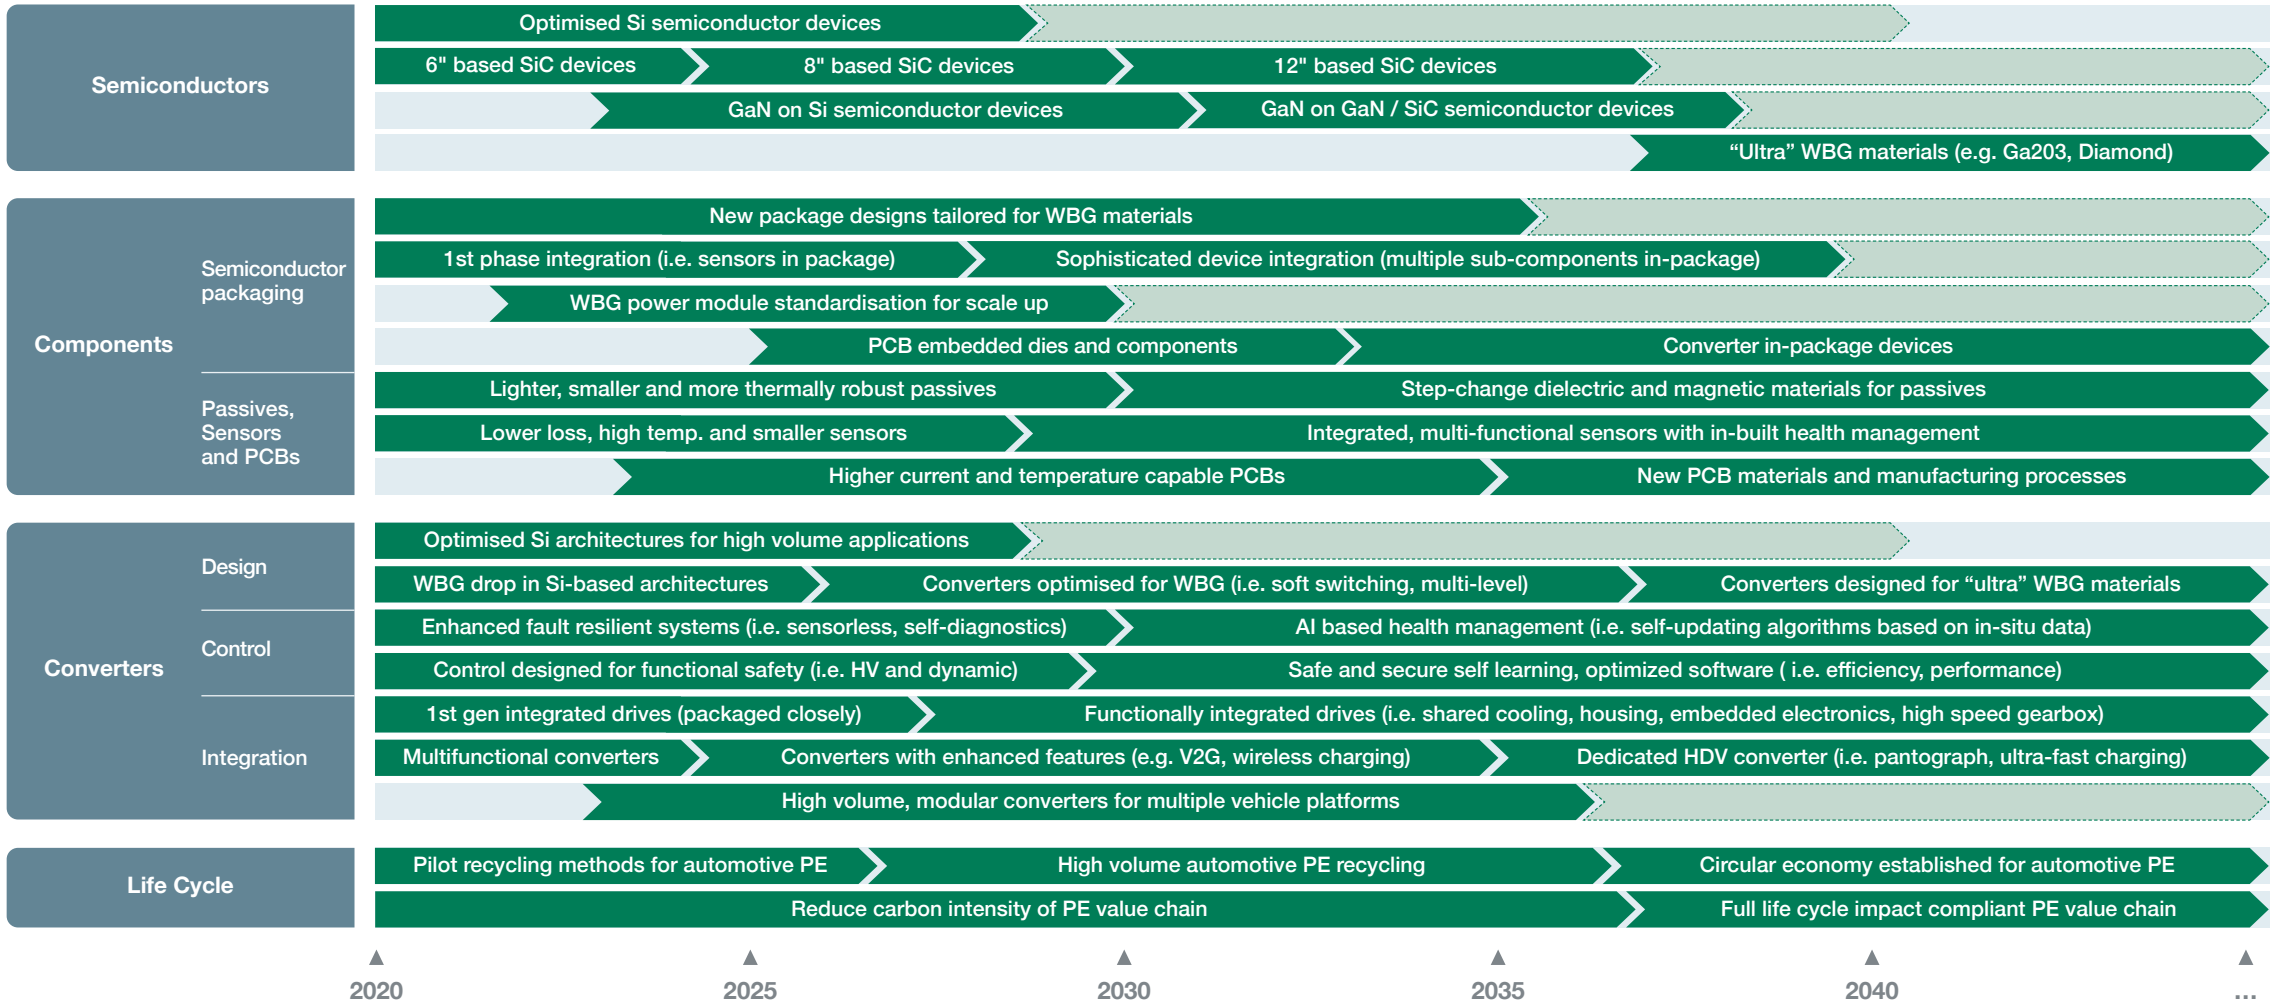 Semiconductors
Optimised Si semiconductor devices
6" based SiC devices
8" based SiC devices
12" based SiC devices
GaN on Si semiconductor devices
GaN on GaN / SiC semiconductor devices
“Ultra” WBG materials (e.g. Ga203, Diamond)
Components
Semiconductor
packaging
New package designs tailored for WBG materials
1st phase integration (i.e. sensors in package)
Sophisticated device integration (multiple sub-components in-package)
WBG power module standardisation for scale up
PCB embedded dies and components
Converter in-package devices
Passives,
Sensors
and PCBs
Lighter, smaller and more thermally robust passives
Step-change dielectric and magnetic materials for passives
Lower loss, high temp. and smaller sensors
Integrated, multi-functional sensors with in-built health management
Higher current and temperature capable PCBs
New PCB materials and manufacturing processes
Converters
Design
Optimised Si architectures for high volume applications
WBG drop in Si-based architectures
Converters optimised for WBG (i.e. soft switching, multi-level)
Converters designed for “ultra” WBG materials
Control
Enhanced fault resilient systems (i.e. sensorless, self-diagnostics)
AI based health management (i.e. self-updating algorithms based on in-situ data)
Control designed for functional safety (i.e. HV and dynamic)
Safe and secure self learning, optimized software ( i.e. efficiency, performance)
Integration
1st gen integrated drives (packaged closely)
Functionally integrated drives (i.e. shared cooling, housing, embedded electronics, high speed gearbox)
Multifunctional converters
Converters with enhanced features (e.g. V2G, wireless charging)
Dedicated HDV converter (i.e. pantograph, ultra-fast charging)
High volume, modular converters for multiple vehicle platforms
Life Cycle
Pilot recycling methods for automotive PE
High volume automotive PE recycling
Circular economy established for automotive PE
Reduce carbon intensity of PE value chain
Full life cycle impact compliant PE value chain
2020
2025
2030
2035
2040
...